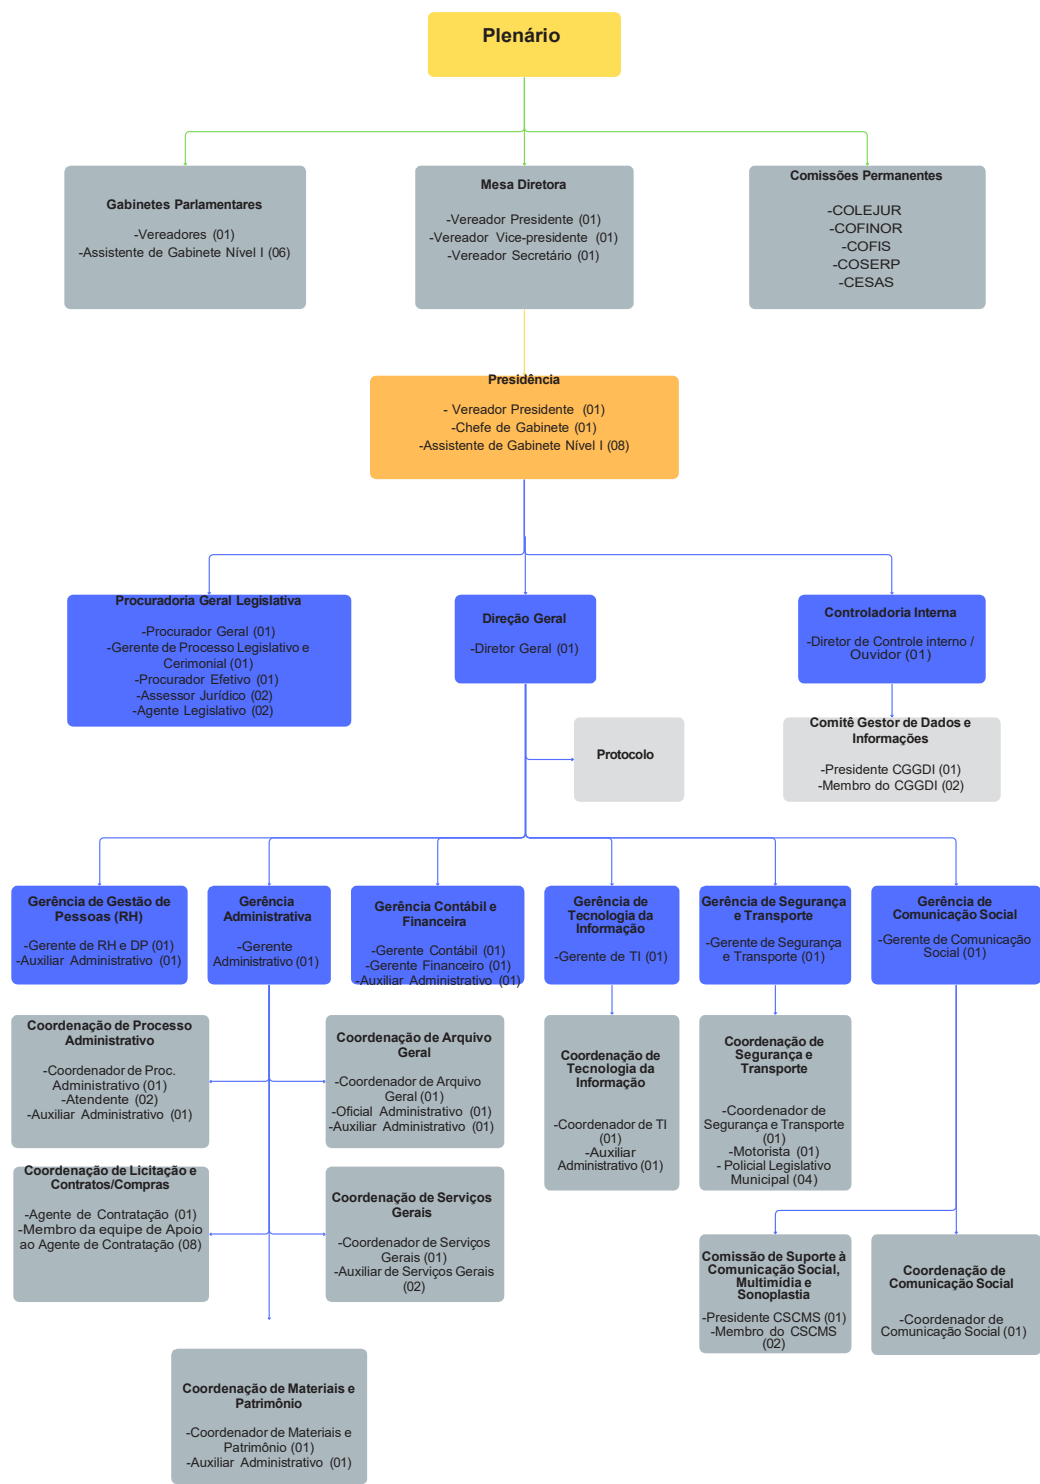 Plenário
Gabinetes Parlamentares
-Vereadores (01)
-Assistente de Gabinete Nível I (06)
Mesa Diretora
-Vereador Presidente (01)
-Vereador Vice-presidente (01)
-Vereador Secretário (01)
Comissões Permanentes
-COLEJUR
-COFINOR
-COFIS
-COSERP
-CESAS
Presidência
- Vereador Presidente (01)
-Chefe de Gabinete (01)
-Assistente de Gabinete Nível I (08)
Procuradoria Geral Legislativa
-Procurador Geral (01)
-Gerente de Processo Legislativo e
Cerimonial (01)
-Procurador Efetivo (01)
-Assessor Jurídico (02)
-Agente Legislativo (02)
Direção Geral
-Diretor Geral (01)
Controladoria Interna
-Diretor de Controle interno /
Ouvidor (01)
Protocolo
Comitê Gestor de Dados e
Informações
-Presidente CGGDI (01)
-Membro do CGGDI (02)
Gerência de Gestão de
Pessoas (RH)
-Gerente de RH e DP (01)
-Auxiliar Administrativo (01)
Gerência
Administrativa
-Gerente
Administrativo (01)
Gerência Contábil e
Financeira
-Gerente Contábil (01)
-Gerente Financeiro (01)
-Auxiliar Administrativo (01)
Gerência de
Tecnologia da
Informação
-Gerente de TI (01)
Gerência de Segurança
e Transporte
-Gerente de Segurança
e Transporte (01)
Gerência de
Comunicação Social
-Gerente de Comunicação
Social (01)
Coordenação de Processo
Administrativo
-Coordenador de Proc.
Administrativo (01)
-Atendente (02)
-Auxiliar Administrativo (01)
Coordenação de Arquivo
Geral
-Coordenador de Arquivo
Geral (01)
-Oficial Administrativo (01)
-Auxiliar Administrativo (01)
Coordenação de
Tecnologia da
Informação
-Coordenador de TI
(01)
-Auxiliar
Administrativo (01)
Coordenação de
Segurança e
Transporte
-Coordenador de
Segurança e Transporte
(01)
-Motorista (01)
- Policial Legislativo
Municipal (04)
Coordenação de Licitação e
Contratos/Compras
-Agente de Contratação (01)
-Membro da equipe de Apoio
ao Agente de Contratação (08)
Coordenação de Serviços
Gerais
-Coordenador de Serviços
Gerais (01)
-Auxiliar de Serviços Gerais
(02)
Comissão de Suporte à
Comunicação Social,
Multimídia e
Sonoplastia
-Presidente CSCMS (01)
-Membro do CSCMS
(02)
Coordenação de
Comunicação Social
-Coordenador de
Comunicação Social (01)
Coordenação de Materiais e
Patrimônio
-Coordenador de Materiais e
Patrimônio (01)
-Auxiliar Administrativo (01)